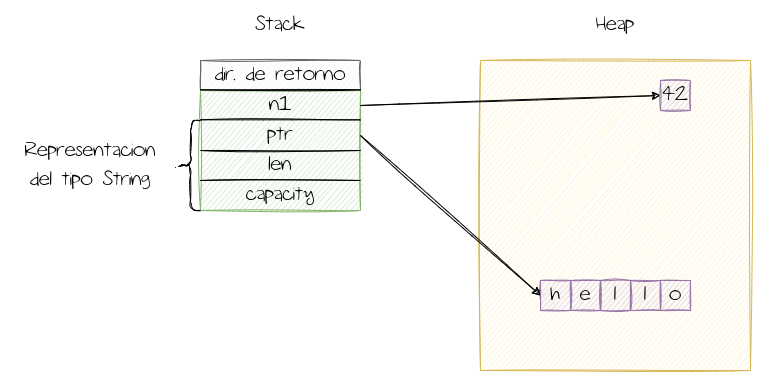 Stack
Heap
dir. de retorno
n1
42
ptr
Representacion
del tipo String
len
capacity
h e l l o